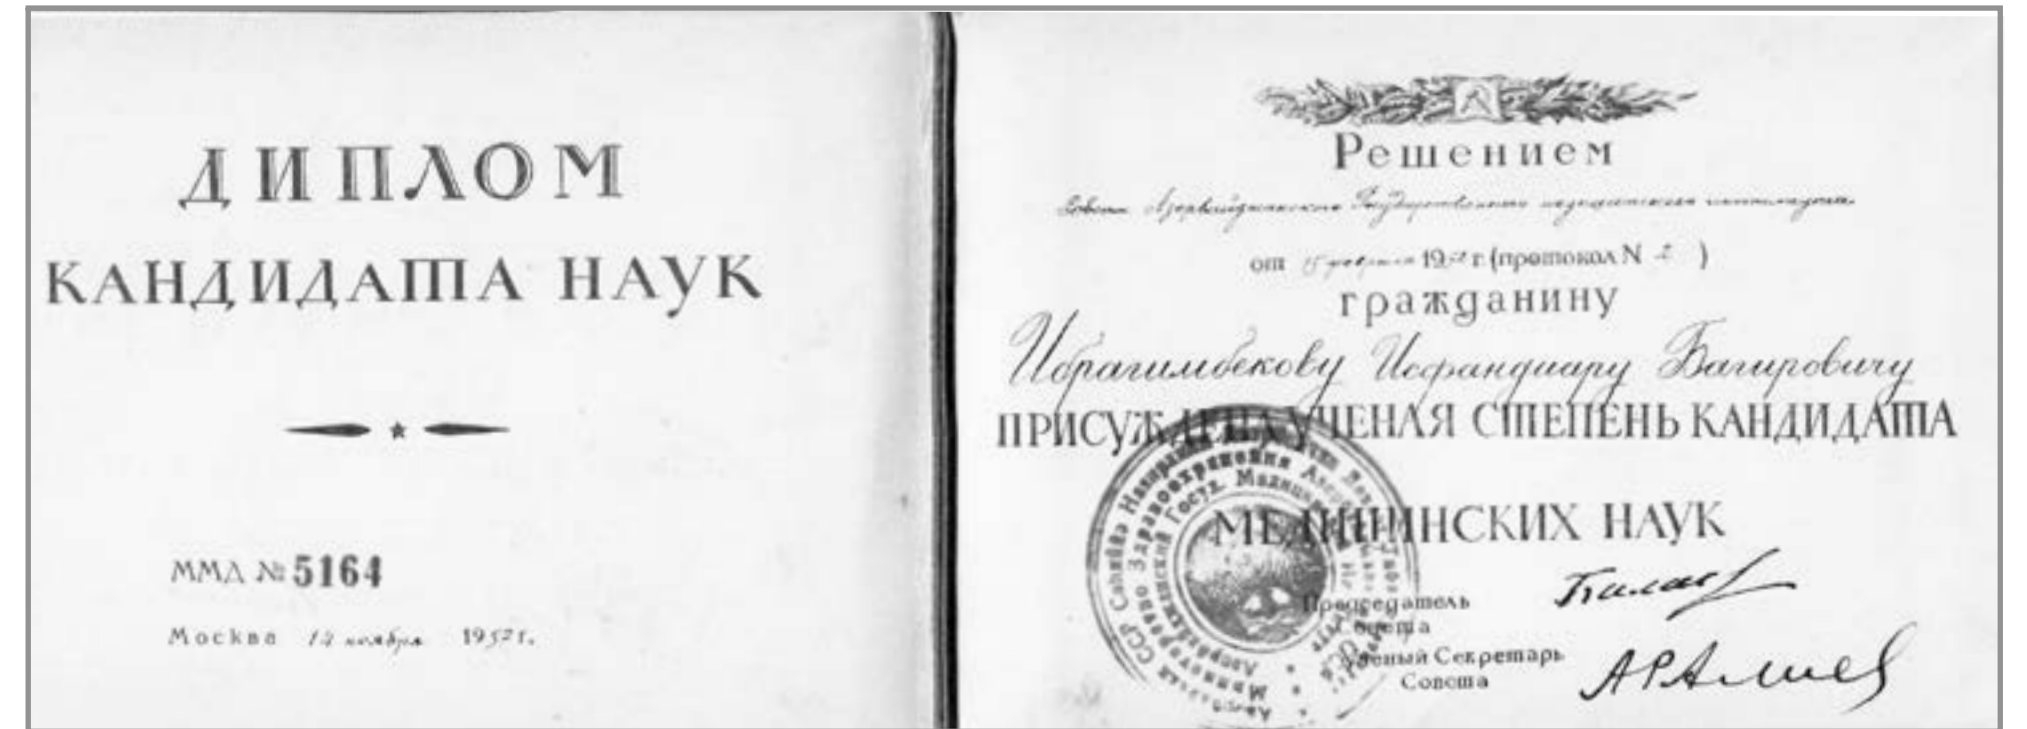 ДИПЛОМ
КАНДИДАТА НАУК
ММД № 5164
Москва 12 ноября 1952 г.
Решением
Совета Азербайджанского Государственного медицинского института
от 15 февраля 1952 г. (протокол N 2)
гражданину
Ибрагимбекову Исфандиару Багировичу
ПРИСУЖДЕНА УЧЕНАЯ СТЕПЕНЬ КАНДИДАТА
МЕДИЦИНСКИХ НАУК
Председатель
Совета
Ученый Секретарь
Совета